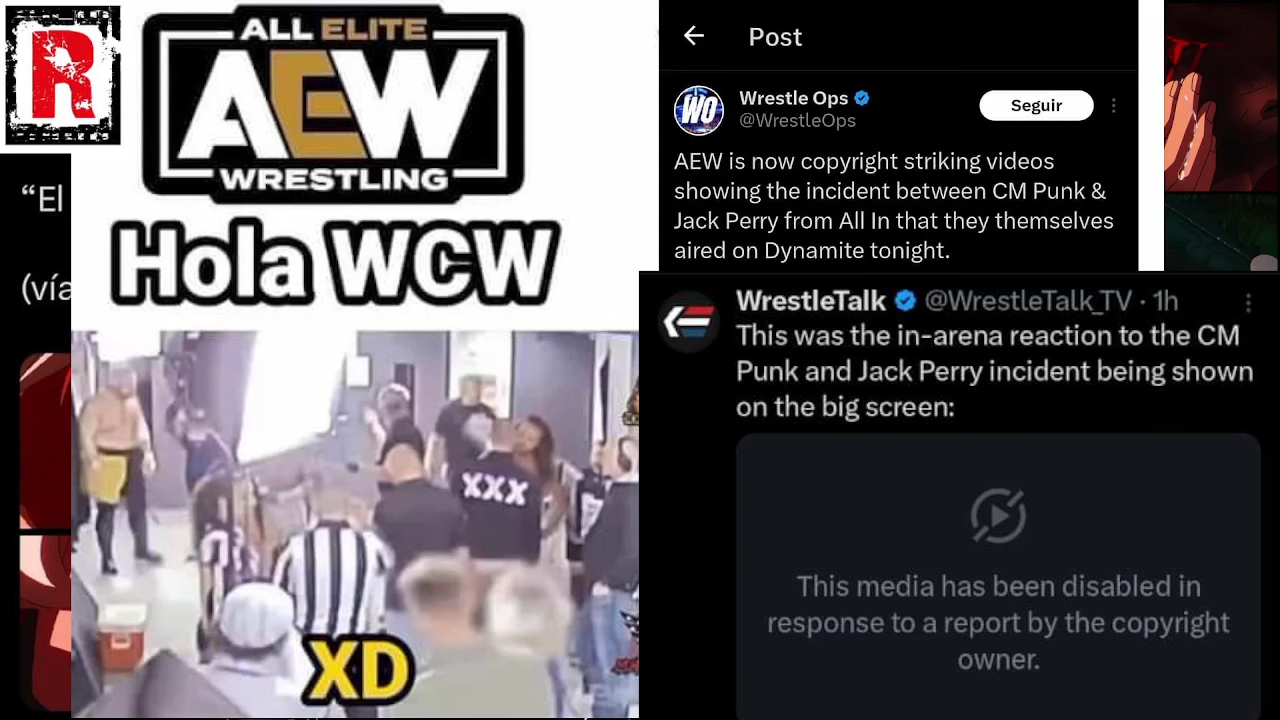 R
ALL ELITE
AEW
WRESTLING
Hola WCW
“El
(vía
XXX
XD
Post
WO
Wrestle Ops
@WrestleOps
Seguir
AEW is now copyright striking videos
showing the incident between CM Punk &
Jack Perry from All In that they themselves
aired on Dynamite tonight.
WrestleTalk @WrestleTalk_TV · 1h
This was the in-arena reaction to the CM
Punk and Jack Perry incident being shown
on the big screen:
This media has been disabled in
response to a report by the copyright
owner.